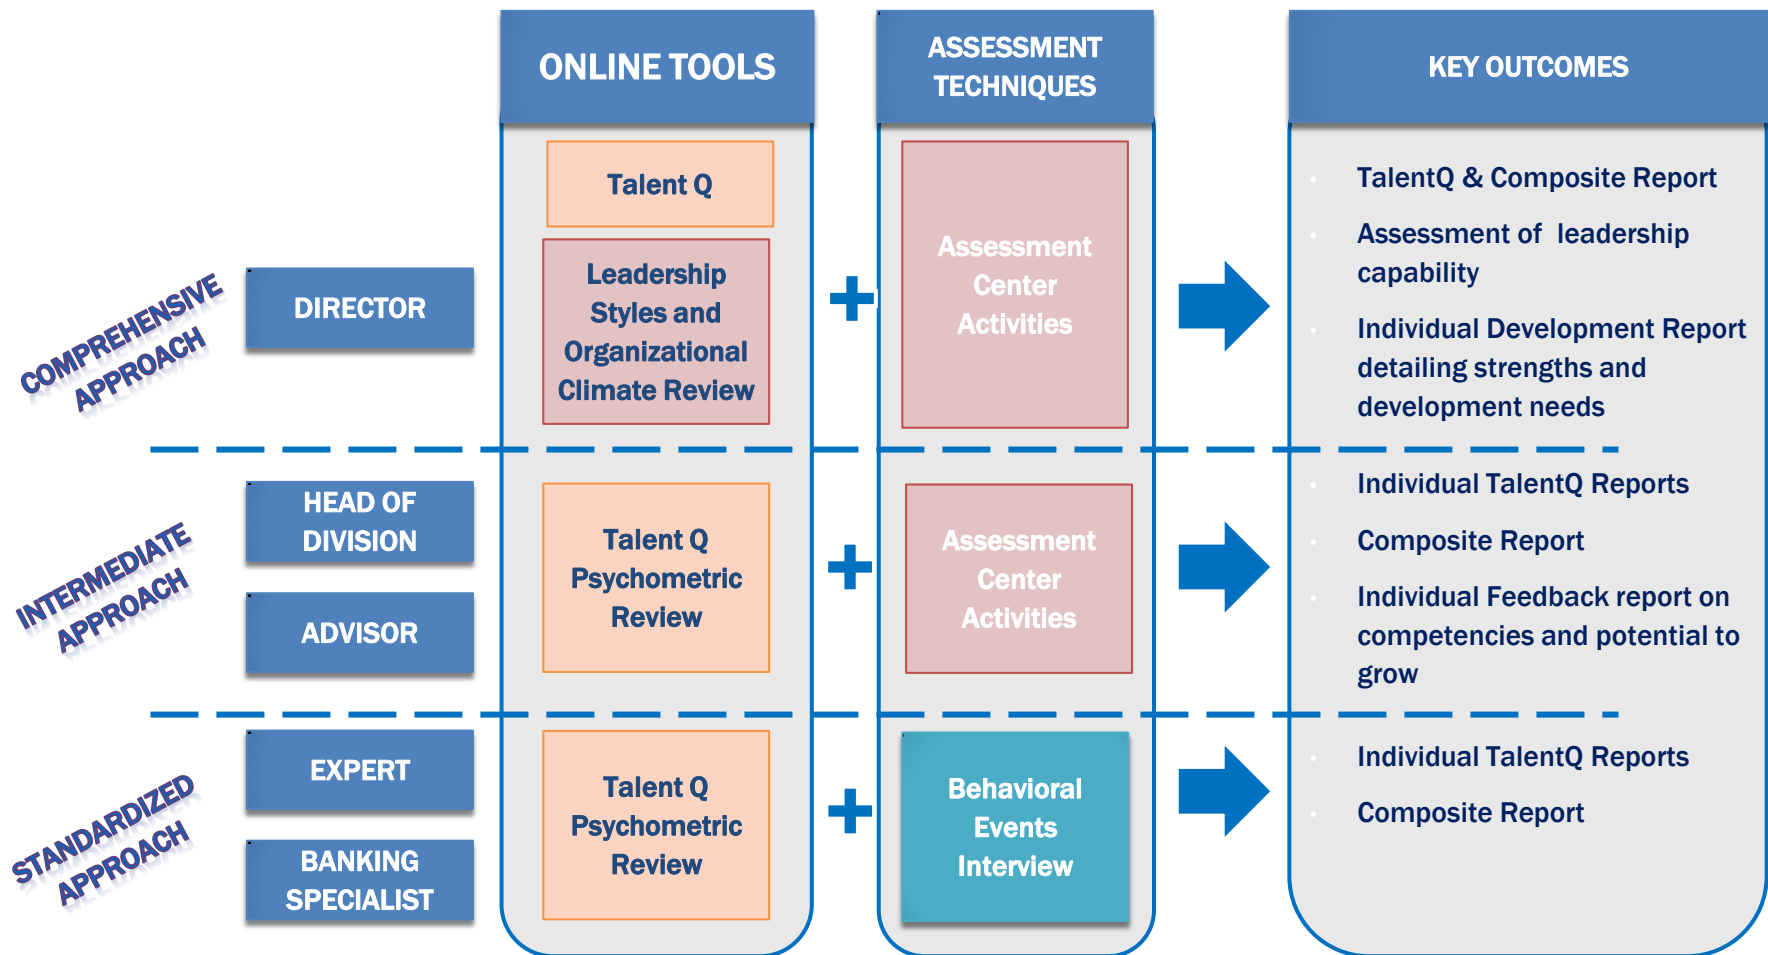 ONLINE TOOLS
ASSESSMENT
TECHNIQUES
KEY OUTCOMES
COMPREHENSIVE
APPROACH
DIRECTOR
Talent Q
Leadership
Styles and
Organizational
Climate Review
Assessment
Center
Activities
TalentQ & Composite Report
Assessment of leadership
capability
Individual Development Report
detailing strengths and
development needs
INTERMEDIATE
APPROACH
HEAD OF
DIVISION
ADVISOR
Talent Q
Psychometric
Review
Assessment
Center
Activities
Individual TalentQ Reports
Composite Report
Individual Feedback report on
competencies and potential to
grow
STANDARDIZED
APPROACH
EXPERT
BANKING
SPECIALIST
Talent Q
Psychometric
Review
Behavioral
Events
Interview
Individual TalentQ Reports
Composite Report